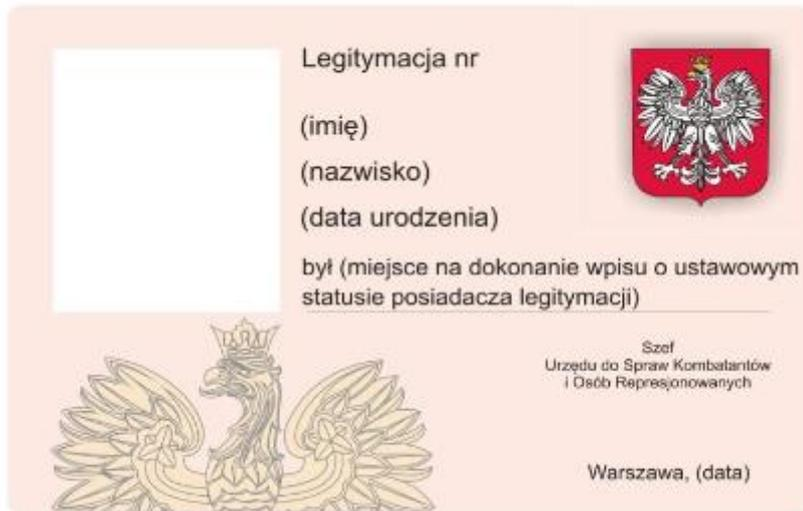 Legitymacja nr
(imię)
(nazwisko)
(data urodzenia)
był (miejsce na dokonanie wpisu o ustawowym
statusie posiadacza legitymacji)
Szef
Urzędu do Spraw Kombatantów
i Osób Represjonowanych
Warszawa, (data)